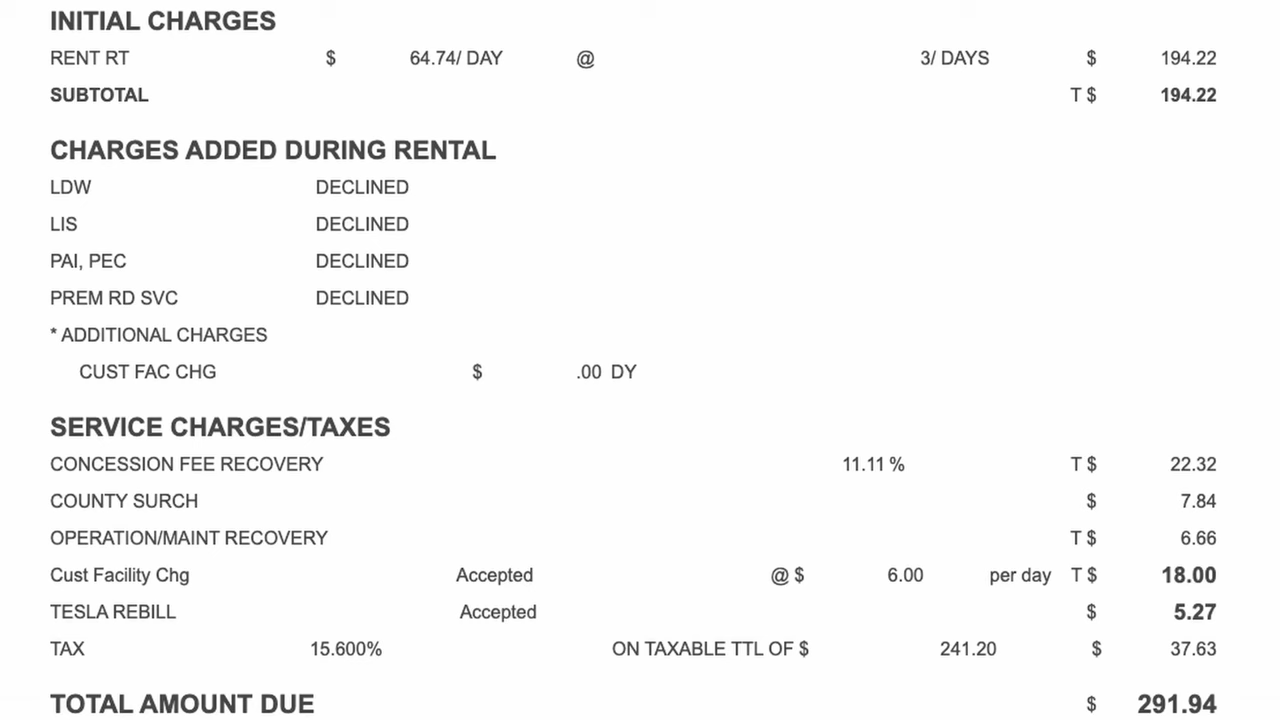 INITIAL CHARGES
RENT RT $ 64.74/ DAY @ 3/ DAYS $ 194.22
SUBTOTAL T $ 194.22
CHARGES ADDED DURING RENTAL
LDW DECLINED
LIS DECLINED
PAI, PEC DECLINED
PREM RD SVC DECLINED
* ADDITIONAL CHARGES
CUST FAC CHG $ .00 DY
SERVICE CHARGES/TAXES
CONCESSION FEE RECOVERY 11.11 % T $ 22.32
COUNTY SURCH $ 7.84
OPERATION/MAINT RECOVERY T $ 6.66
Cust Facility Chg Accepted @ $ 6.00 per day T $ 18.00
TESLA REBILL Accepted $ 5.27
TAX 15.600% ON TAXABLE TTL OF $ 241.20 $ 37.63
TOTAL AMOUNT DUE $ 291.94